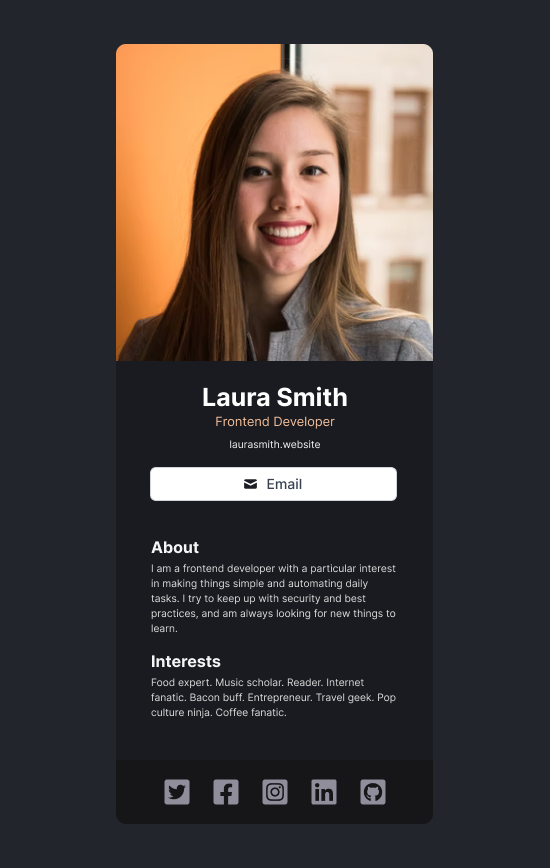 Laura Smith
Frontend Developer
laurasmith.website
Email
About
I am a frontend developer with a particular interest
in making things simple and automating daily
tasks. I try to keep up with security and best
practices, and am always looking for new things to
learn.
Interests
Food expert. Music scholar. Reader. Internet
fanatic. Bacon buff. Entrepreneur. Travel geek. Pop
culture ninja. Coffee fanatic.